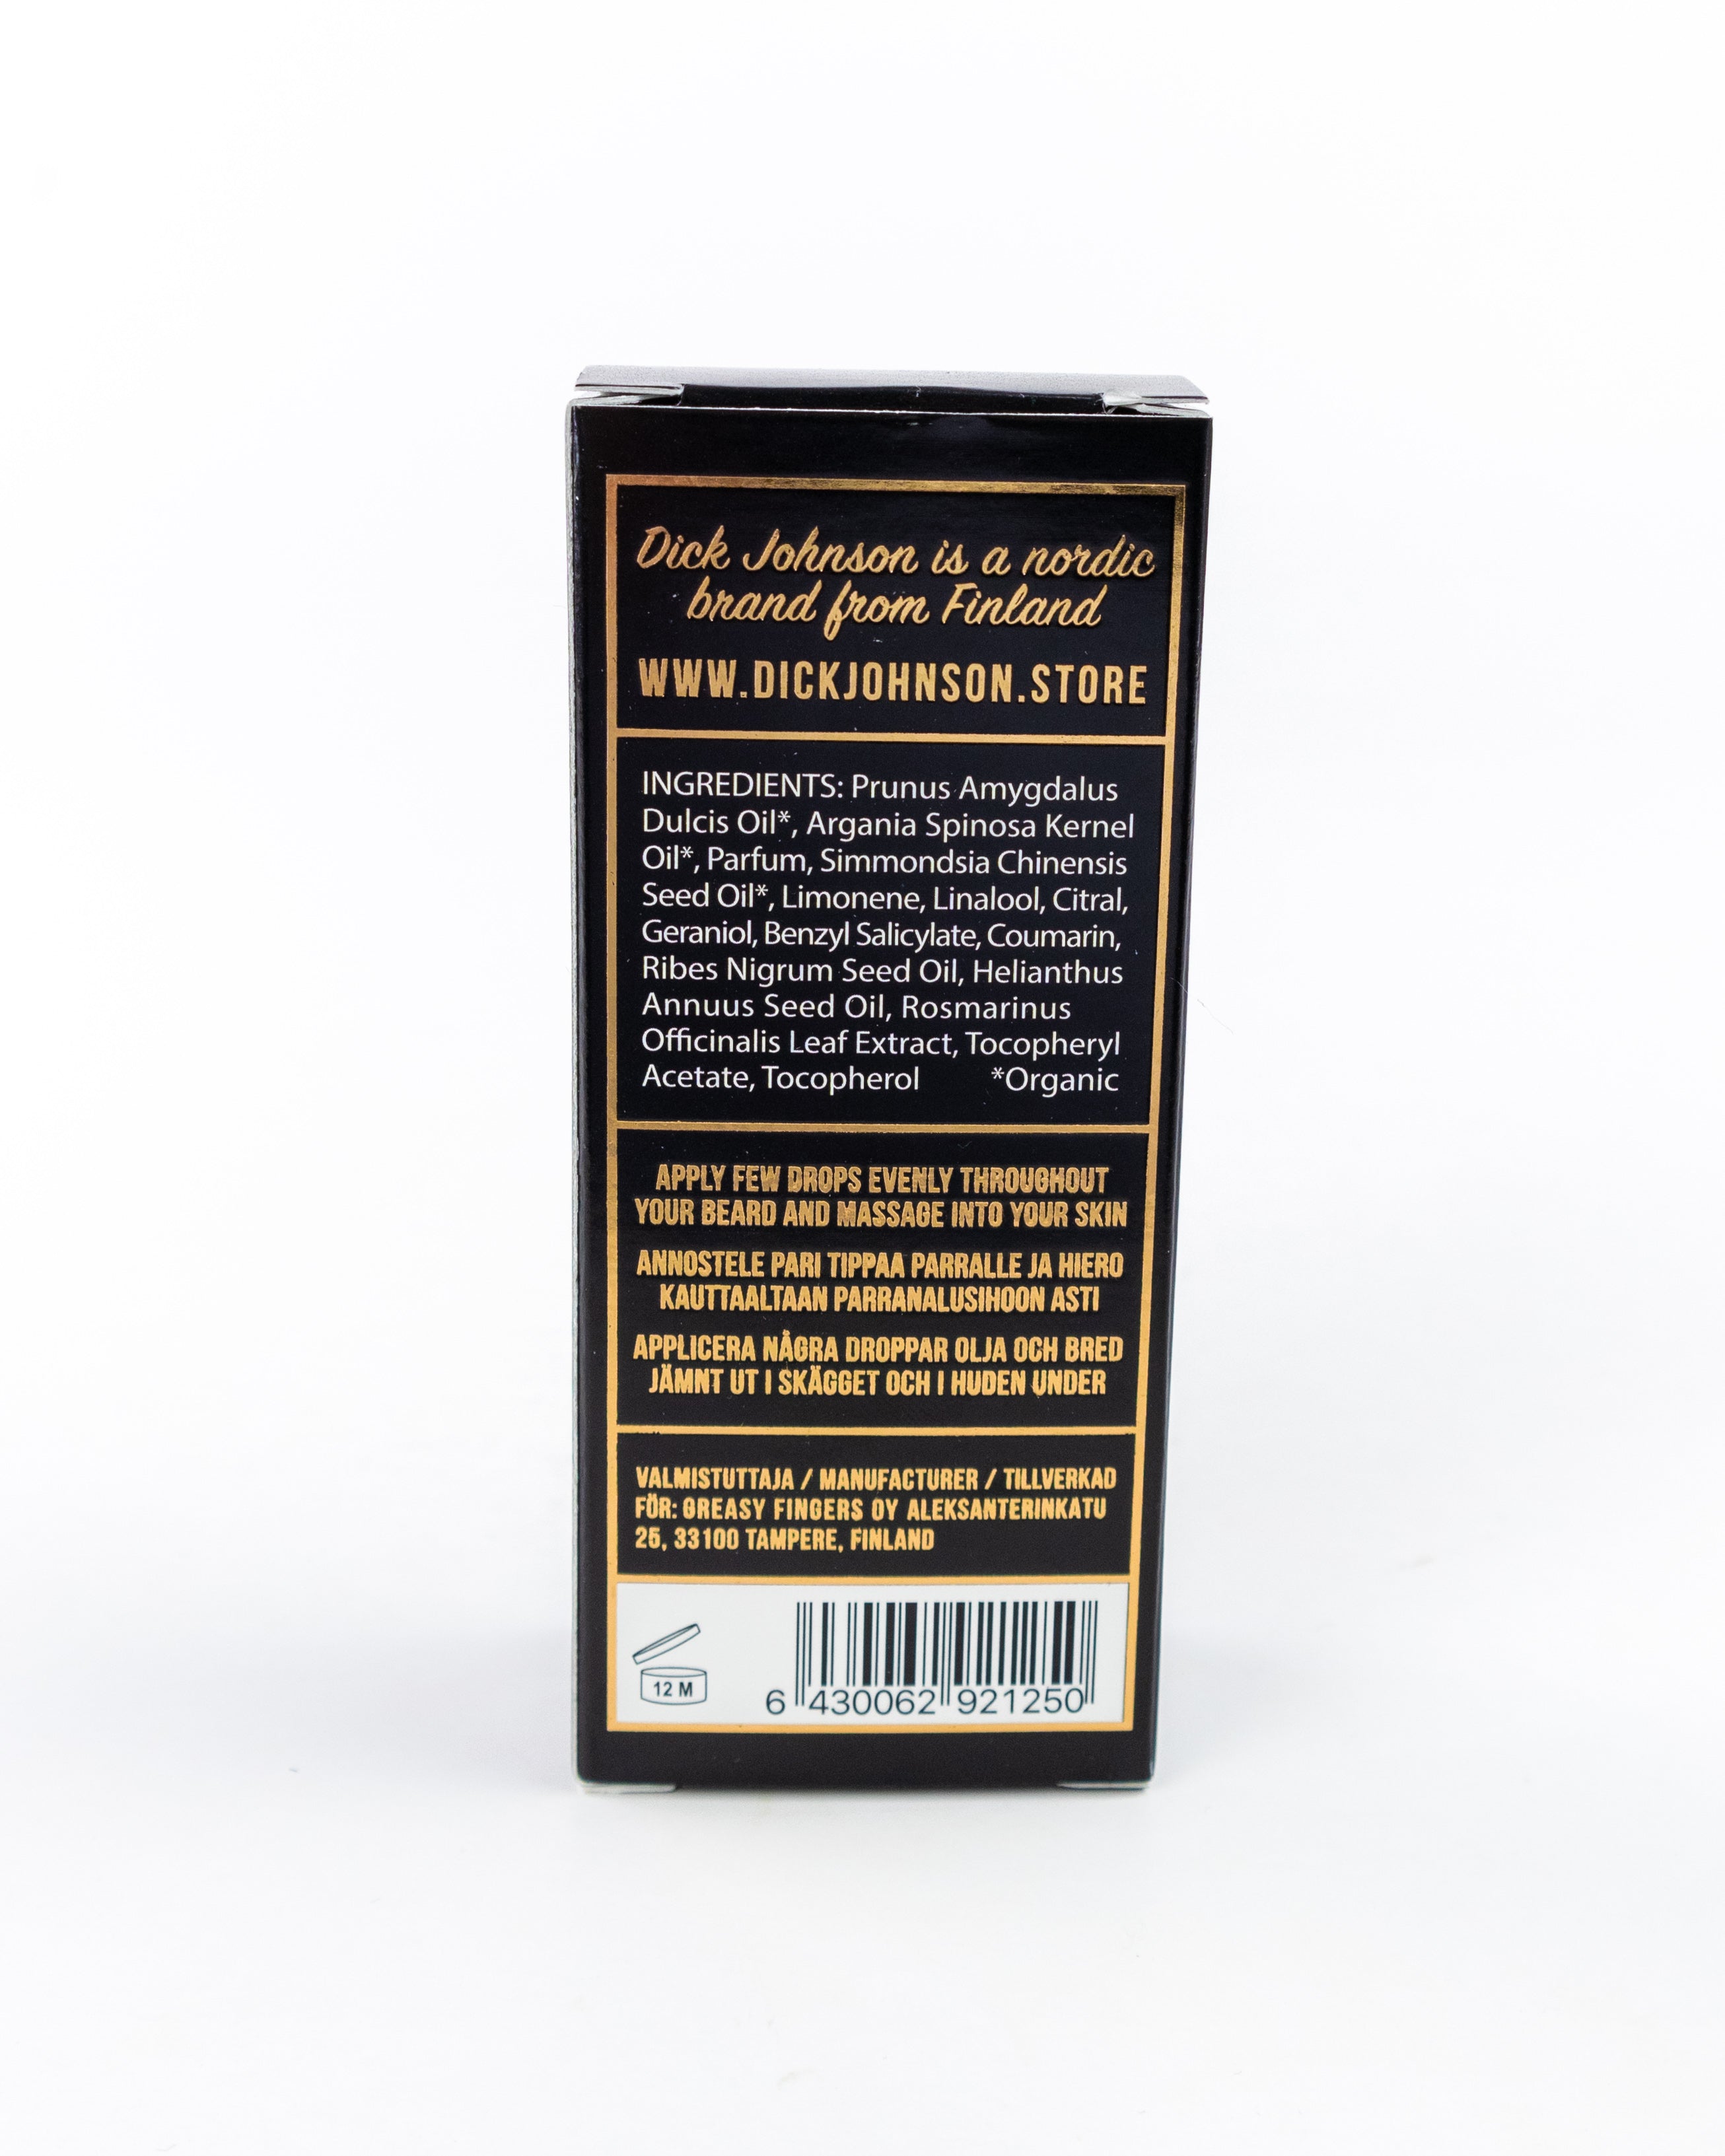 Dick Johnson is a nordic
brand from Finland
WWW.DICKJOHNSON.STORE
INGREDIENTS: Prunus Amygdalus
Dulcis Oil*, Argania Spinosa Kernel
Oil*, Parfum, Simmondsia Chinensis
Seed Oil*, Limonene, Linalool, Citral,
Geraniol, Benzyl Salicylate, Coumarin,
Ribes Nigrum Seed Oil, Helianthus
Annuus Seed Oil, Rosmarinus
Officinalis Leaf Extract, Tocopheryl
Acetate, Tocopherol *Organic
APPLY FEW DROPS EVENLY THROUGHOUT
YOUR BEARD AND MASSAGE INTO YOUR SKIN
ANNOSTELE PARI TIPPAA PARRALLE JA HIERO
KAUTTAALTAAN PARRANALUSIHOON ASTI
APPLICERA NÅGRA DROPPAR OLJA OCH BRED
JÄMNT UT I SKÄGGET OCH I HUDEN UNDER
VALMISTUTTAJA / MANUFACTURER / TILLVERKAD
FÖR: GREASY FINGERS OY ALEKSANTERINKATU
25, 33100 TAMPERE, FINLAND
12 M
6 430062 921250